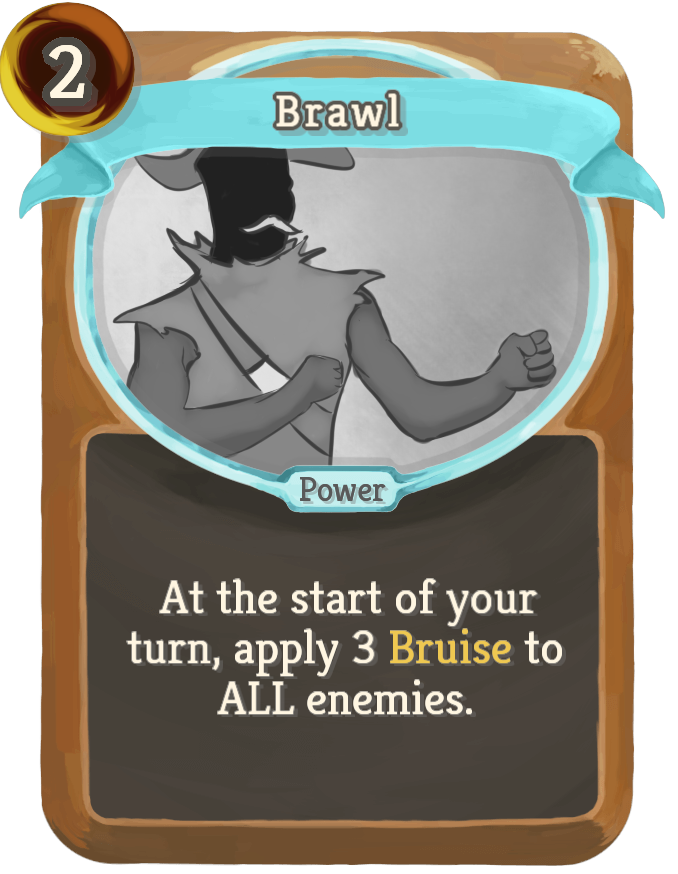 2
Brawl
Power
At the start of your
turn, apply 3 Bruise to
ALL enemies.